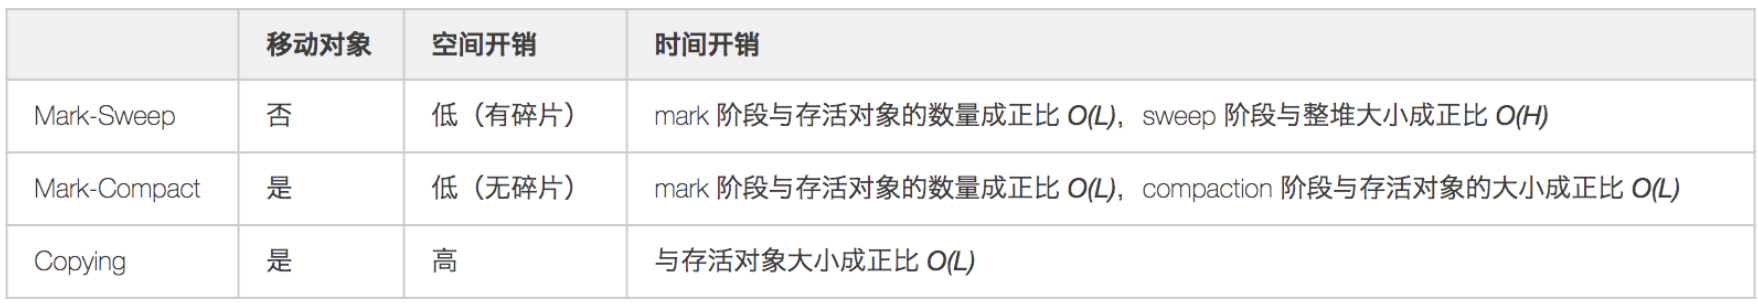 移动对象 空间开销 时间开销
Mark-Sweep 否 低（有碎片） mark 阶段与存活对象的数量成正比 O(L)，sweep 阶段与整堆大小成正比 O(H)
Mark-Compact 是 低（无碎片） mark 阶段与存活对象的数量成正比 O(L)，compaction 阶段与存活对象的大小成正比 O(L)
Copying 是 高 与存活对象大小成正比 O(L)